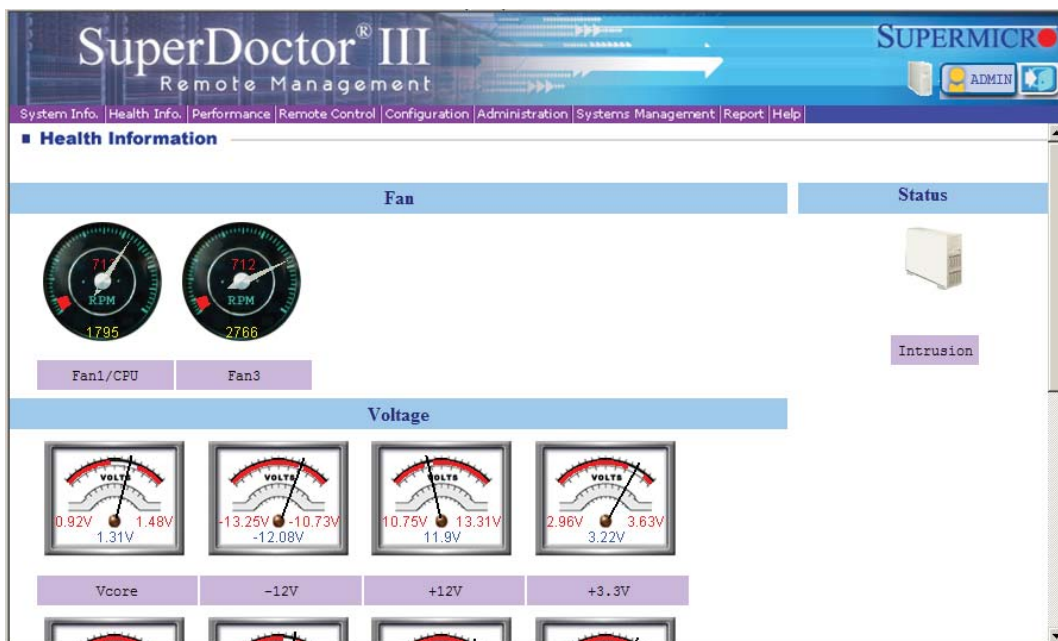 SuperDoctor® III
Remote Management
SUPERMICRO
ADMIN
System Info. Health Info. Performance Remote Control Configuration Administration Systems Management Report Help
Health Information
Fan
Status
712 712
RPM RPM
1795 2766
Fan1/CPU Fan3
Intrusion
Voltage
VOLTS VOLTS VOLTS VOLTS
0.92V 1.48V -13.25V -10.73V 10.75V 13.31V 2.96V 3.63V
1.31V -12.08V 11.9V 3.22V
Vcore -12V +12V +3.3V